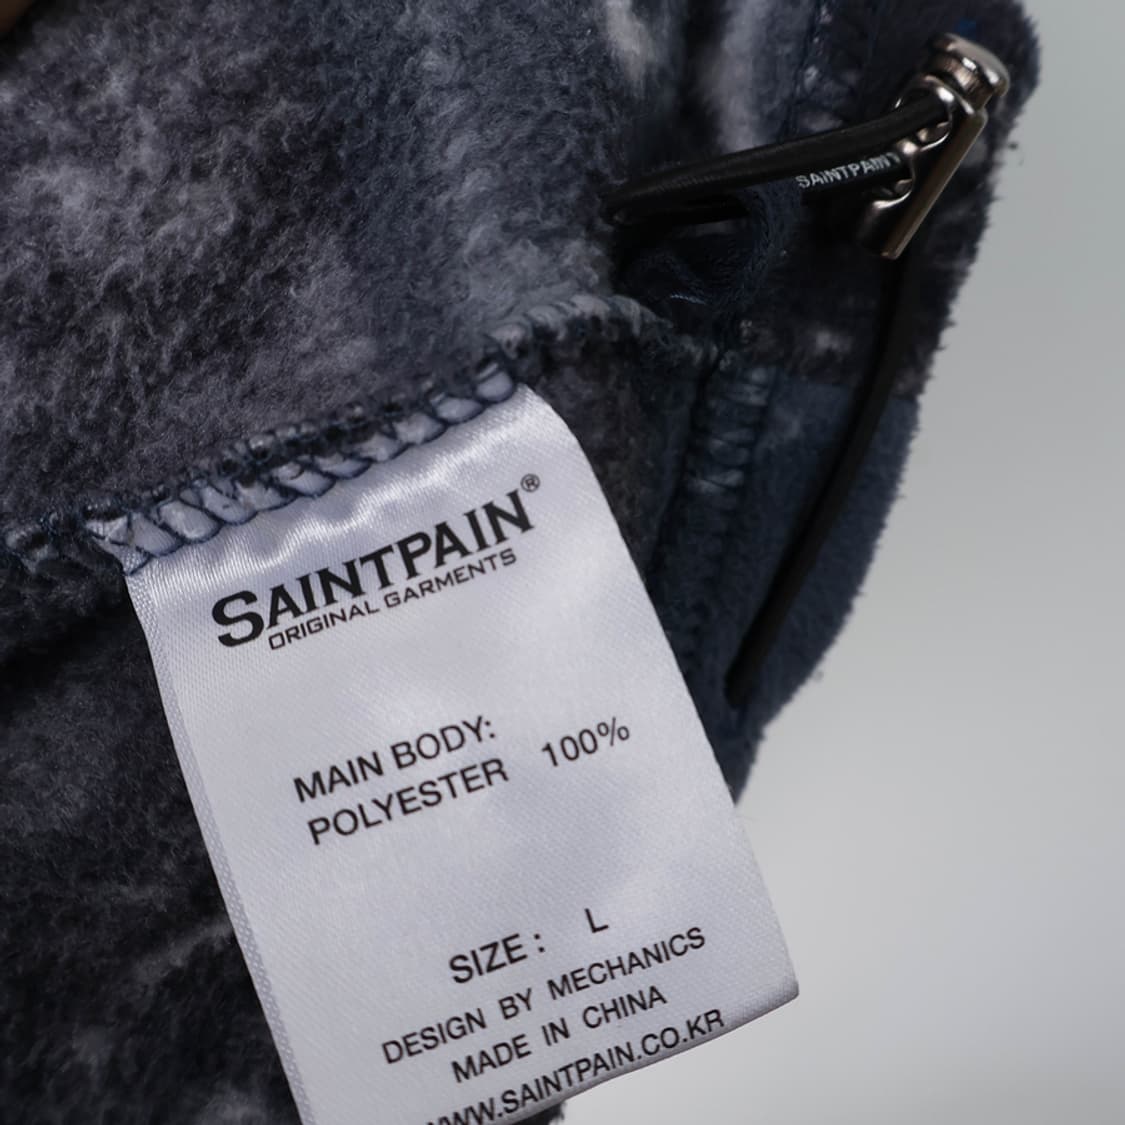 SAINTPAIN
SAINTPAIN®
ORIGINAL GARMENTS
MAIN BODY:
POLYESTER 100%
SIZE : L
DESIGN BY MECHANICS
MADE IN CHINA
WWW.SAINTPAIN.CO.KR